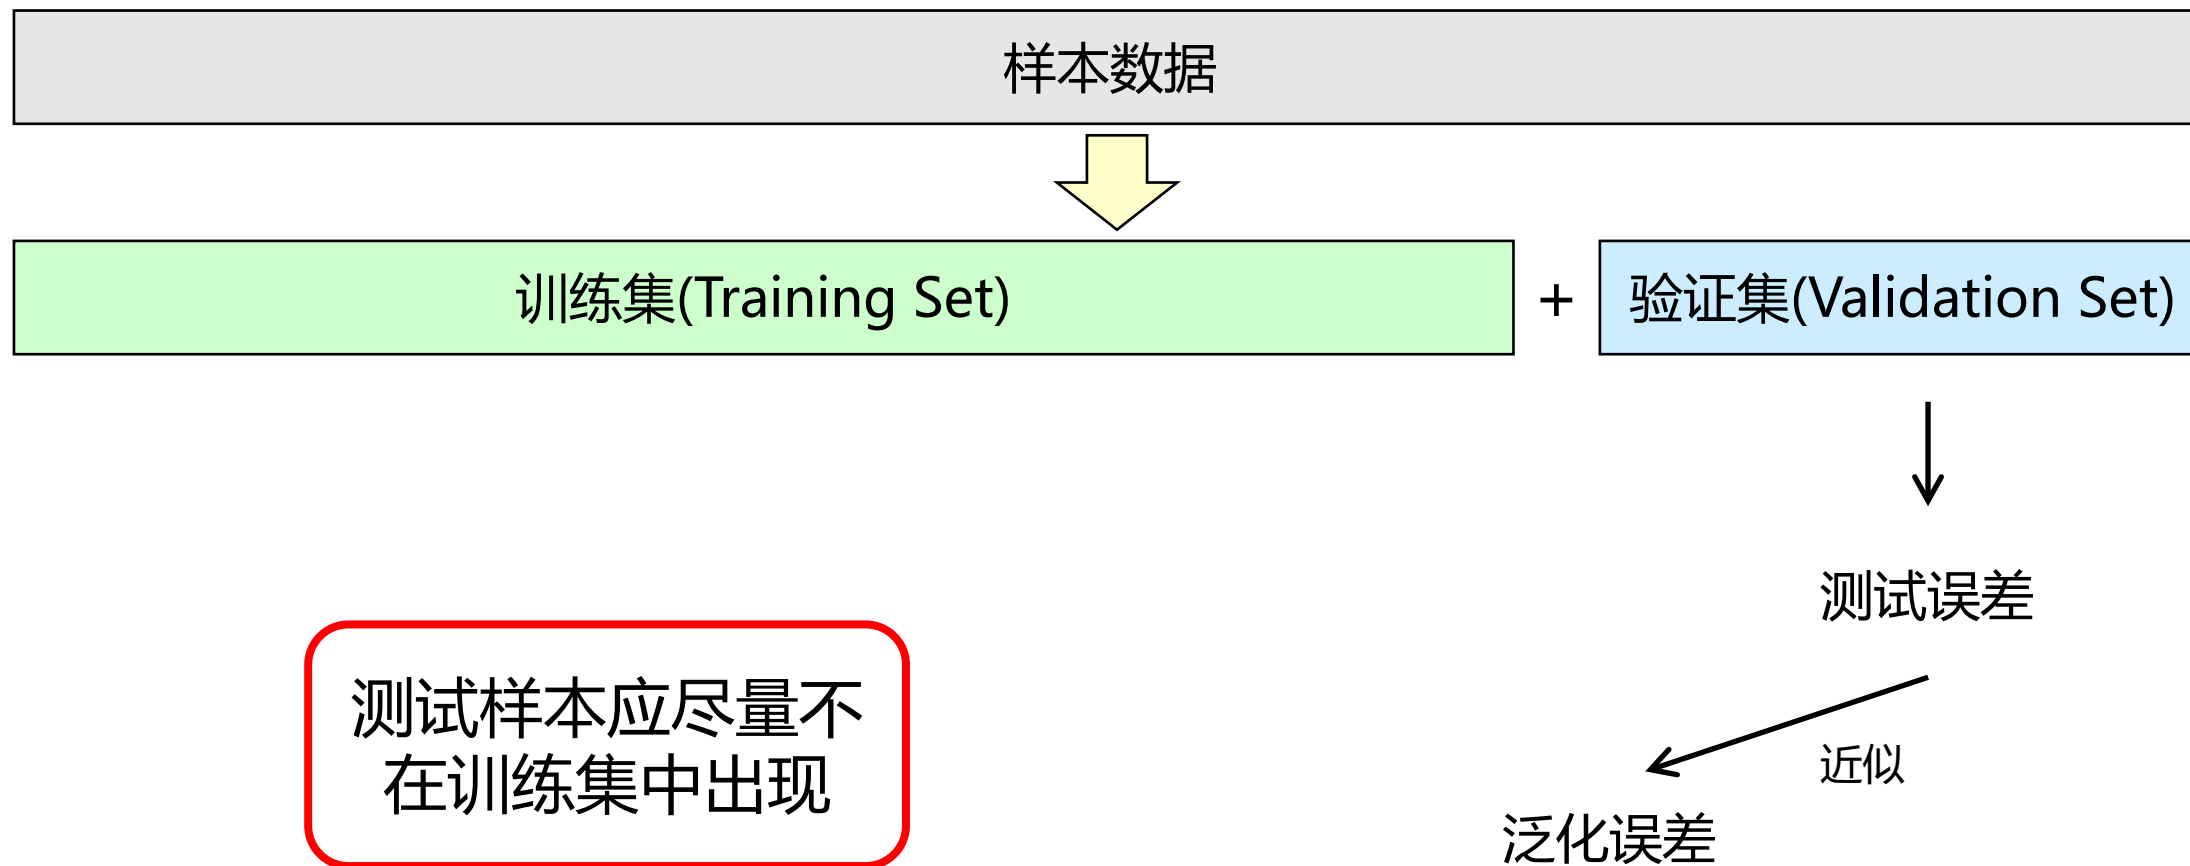 样本数据
训练集(Training Set)
+
验证集(Validation Set)
测试误差
测试样本应尽量不
在训练集中出现
近似
泛化误差